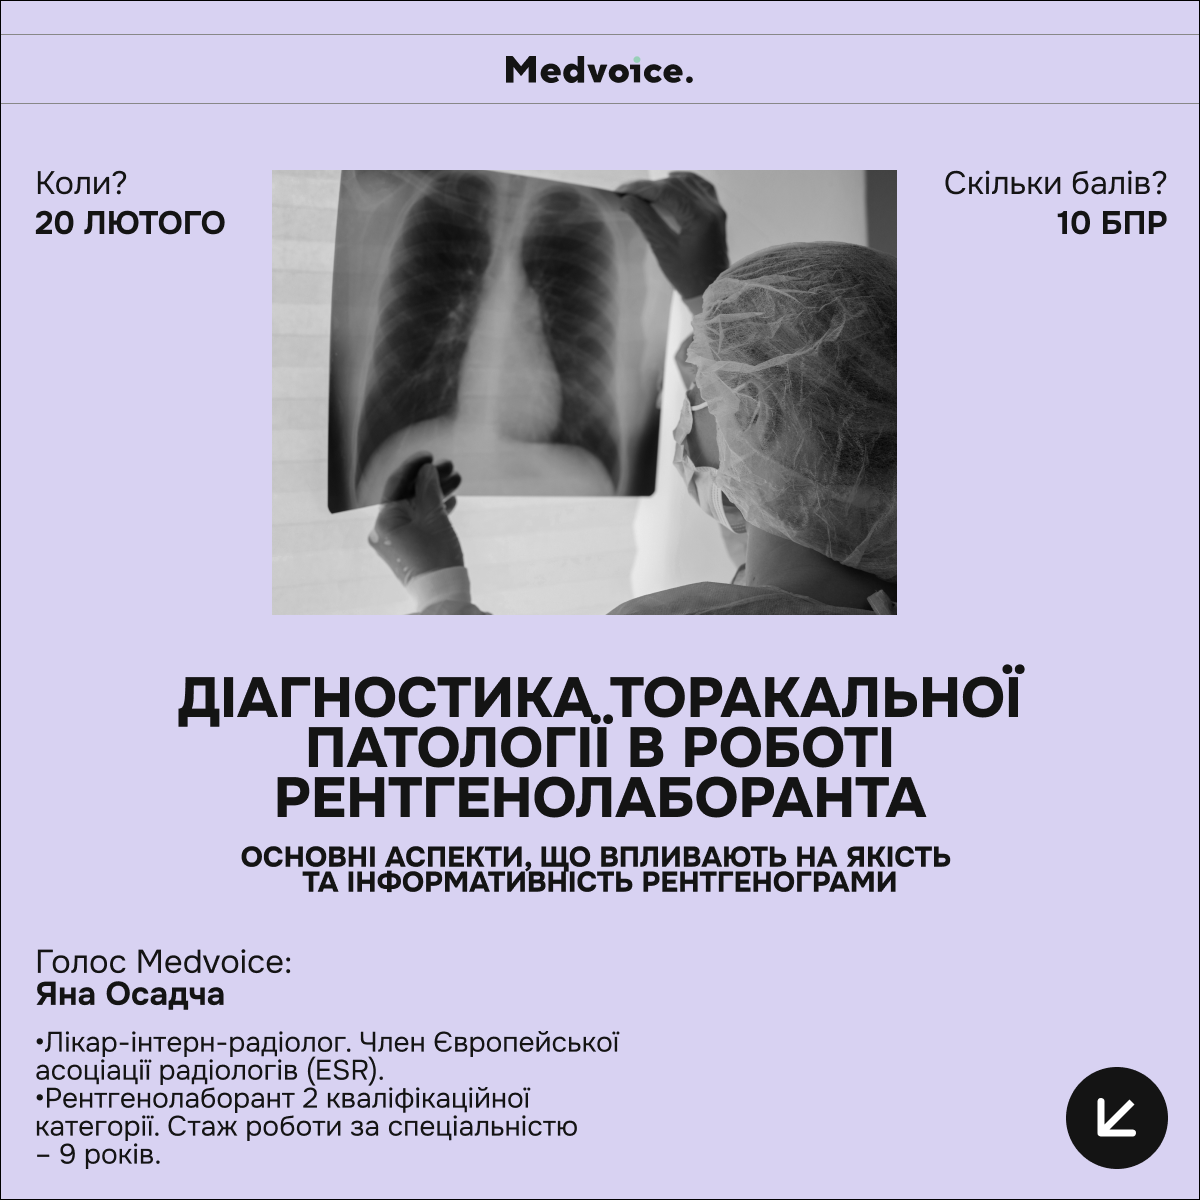 Medvoice.
Коли?
20 ЛЮТОГО
Скільки балів?
10 БПР
ДІАГНОСТИКА ТОРАКАЛЬНОЇ
ПАТОЛОГІЇ В РОБОТІ
РЕНТГЕНОЛАБОРАНТА
ОСНОВНІ АСПЕКТИ, ЩО ВПЛИВАЮТЬ НА ЯКІСТЬ
ТА ІНФОРМАТИВНІСТЬ РЕНТГЕНОГРАМИ
Голос Medvoice:
Яна Осадча
•Лікар-інтерн-радіолог. Член Європейської
асоціації радіологів (ESR).
•Рентгенолаборант 2 кваліфікаційної
категорії. Стаж роботи за спеціальністю
– 9 років.